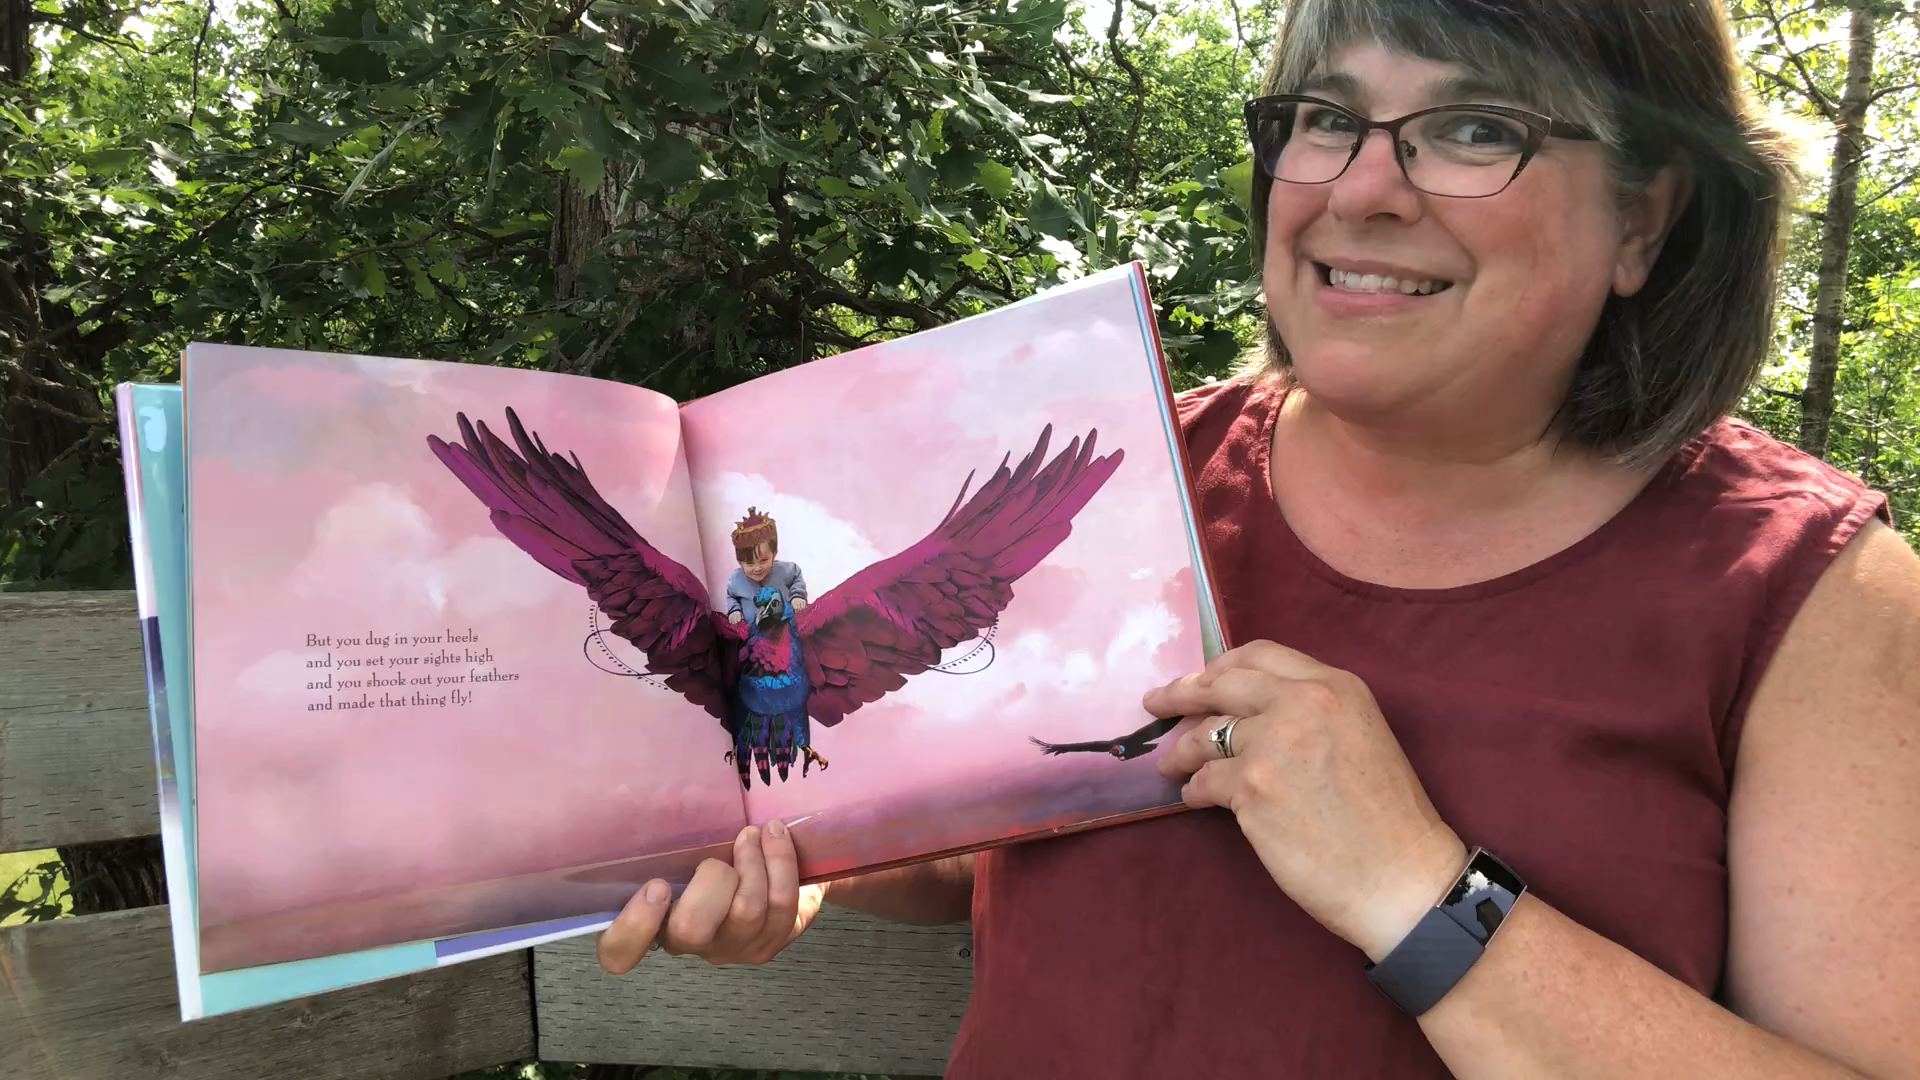 But you dug in your heels
and you set your sights high
and you shook out your feathers
and made that thing fly!